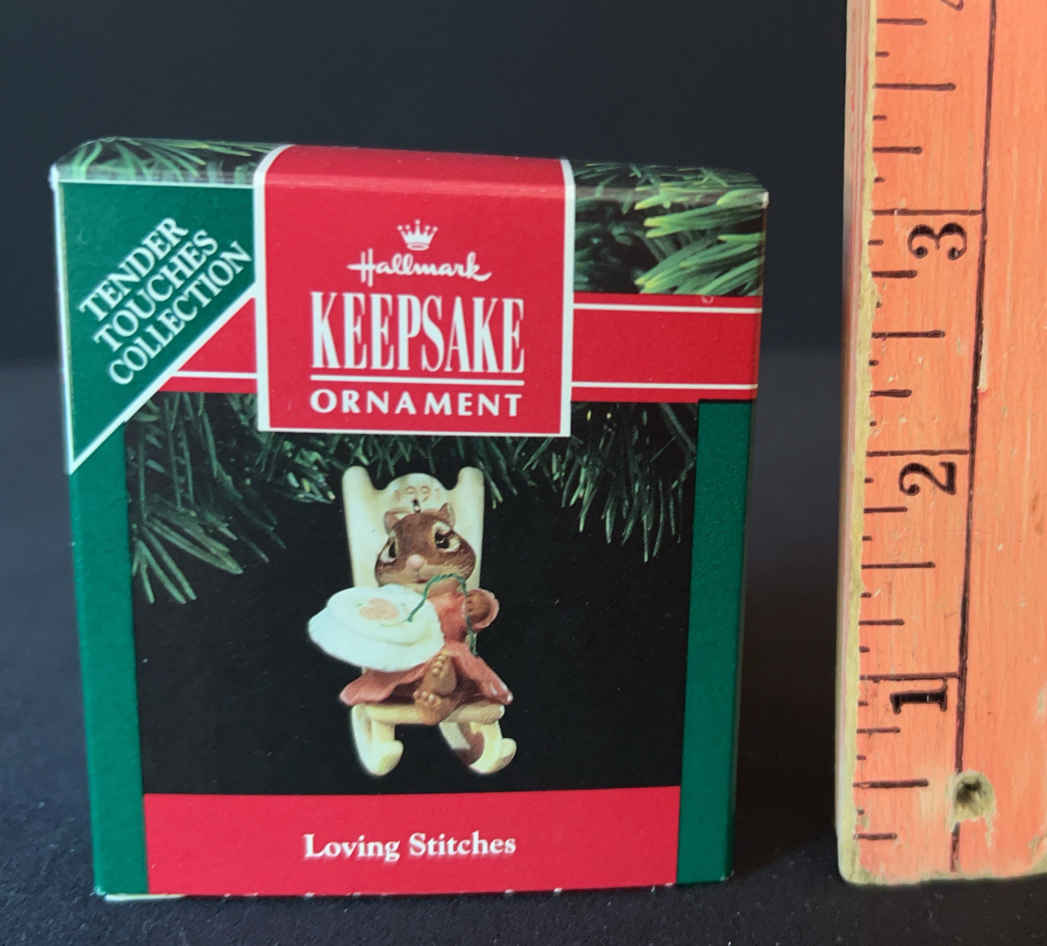 TENDER
TOUCHES
COLLECTION
Hallmark
KEEPSAKE
ORNAMENT
Loving Stitches
3
2
1